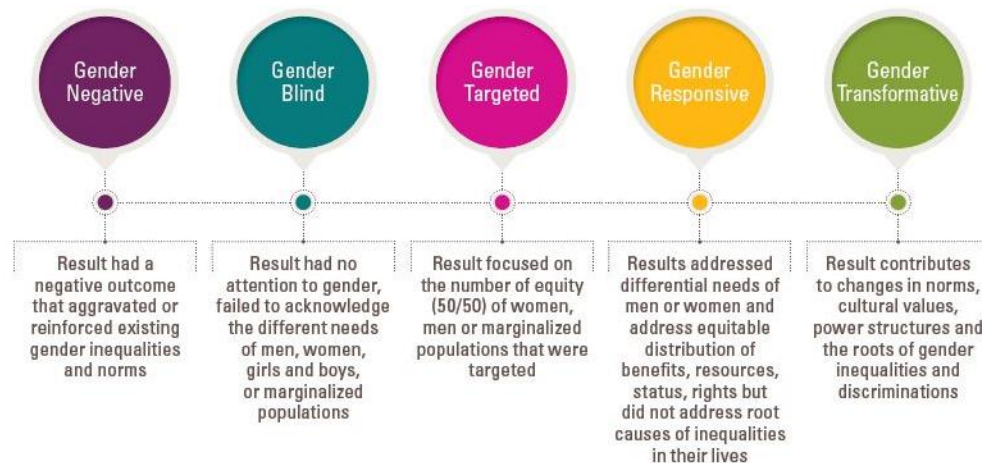 Gender
Negative
Gender
Blind
Gender
Targeted
Gender
Responsive
Gender
Transformative
Result had a
negative outcome
that aggravated or
reinforced existing
gender inequalities
and norms
Result had no
attention to gender,
failed to acknowledge
the different needs
of men, women,
girls and boys,
or marginalized
populations
Result focused on
the number of equity
(50/50) of women,
men or marginalized
populations that were
targeted
Results addressed
differential needs of
men or women and
address equitable
distribution of
benefits, resources,
status, rights but
did not address root
causes of inequalities
in their lives
Result contributes
to changes in norms,
cultural values,
power structures and
the roots of gender
inequalities and
discriminations